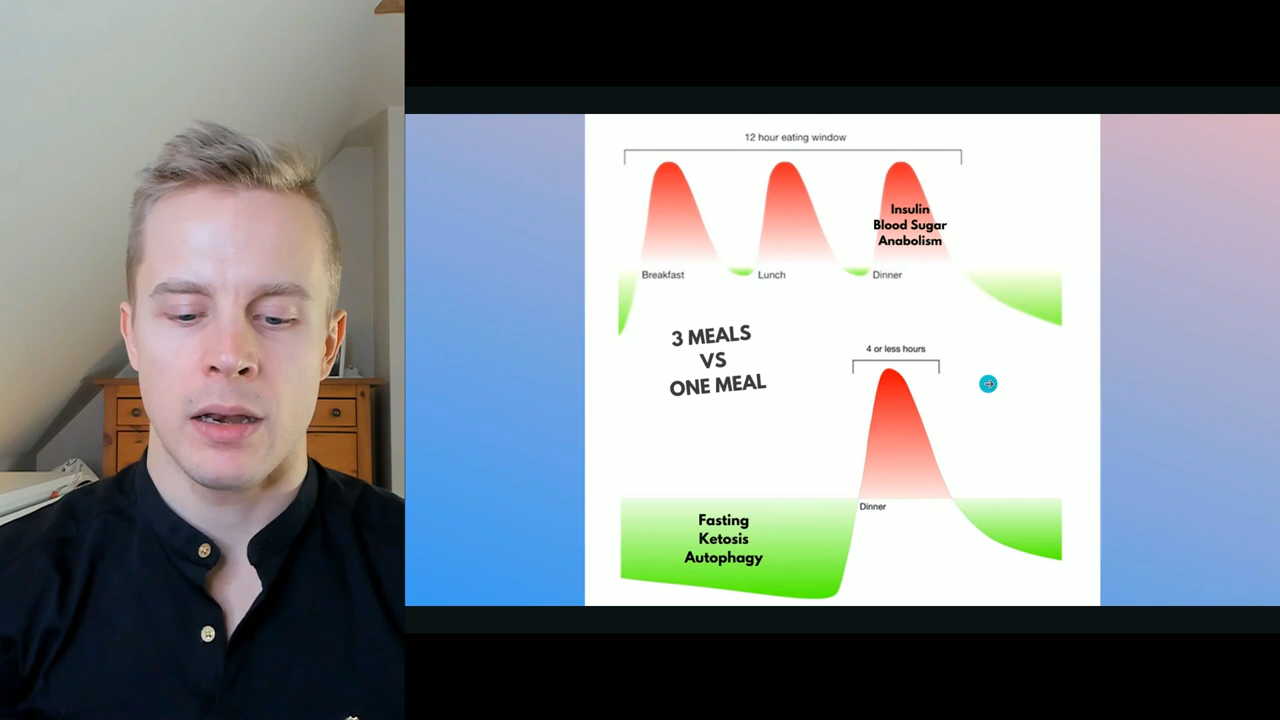 12 hour eating window
Insulin
Blood Sugar
Anabolism
Breakfast
Lunch
Dinner
3 MEALS
VS
ONE MEAL
4 or less hours
Dinner
Fasting
Ketosis
Autophagy